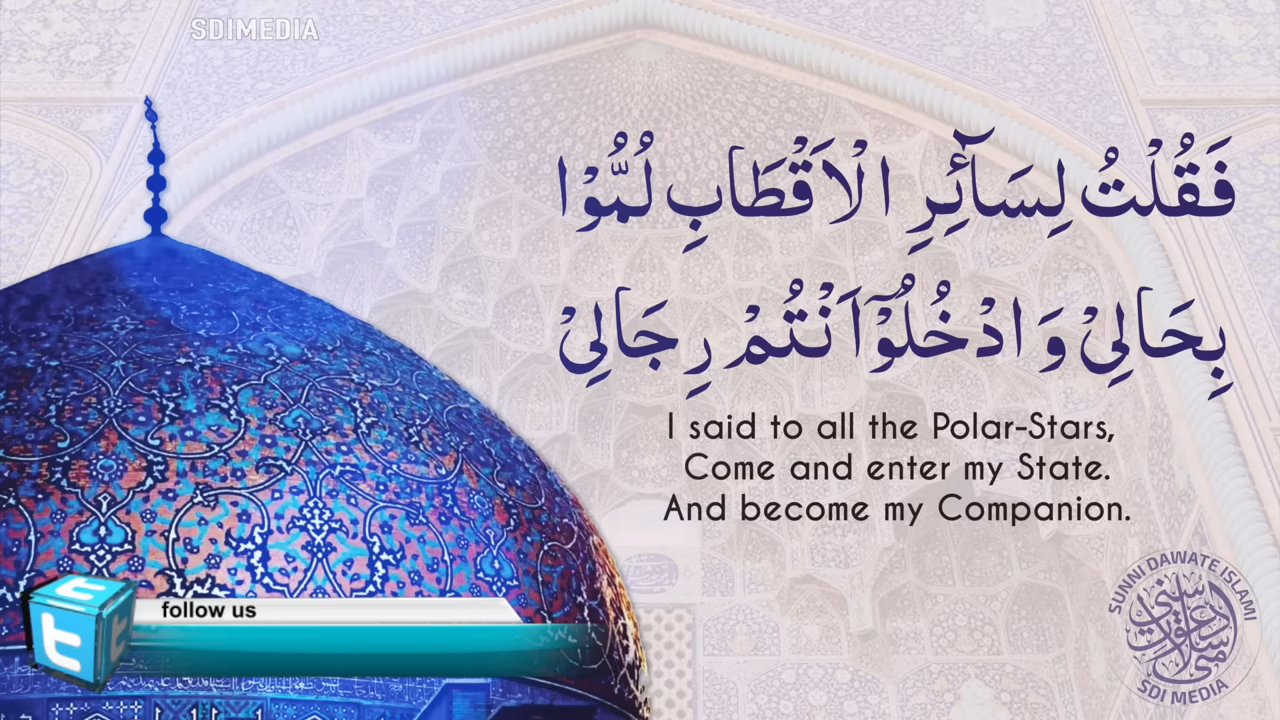 SDIMEDIA
فَقُلْتُ لِسَآئِرِ الْاَقْطَابِ لُمُّوْا
بِحَالِيْ وَادْخُلُوْٓا اَنْتُمْ رِجَالِيْ
I said to all the Polar-Stars,
Come and enter my State.
And become my Companion.
follow us
SUNNI DAWATE ISLAMI
SDI MEDIA